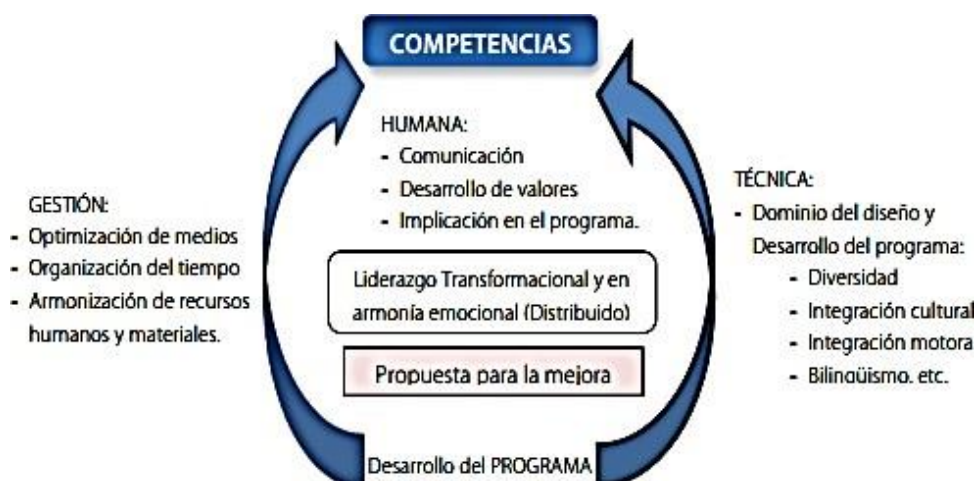 COMPETENCIAS
HUMANA:
- Comunicación
- Desarrollo de valores
- Implicación en el programa.
GESTIÓN:
- Optimización de medios
- Organización del tiempo
- Armonización de recursos
humanos y materiales.
TÉCNICA:
- Dominio del diseño y
Desarrollo del programa:
- Diversidad
- Integración cultural
- Integración motora
- Bilingüismo. etc.
Liderazgo Transformacional y en
armonía emocional (Distribuido)
Propuesta para la mejora
Desarrollo del PROGRAMA